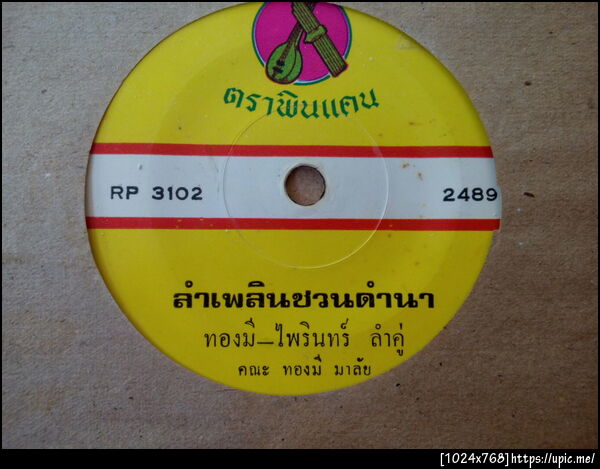 ตราพินแคน
RP 3102 2489
ลำเพลินชวนดำนา
ทองมี–ไพรินทร์ ลำคู่
คณะ ทองมี มาลัย
[1024x768]https://upic.me/